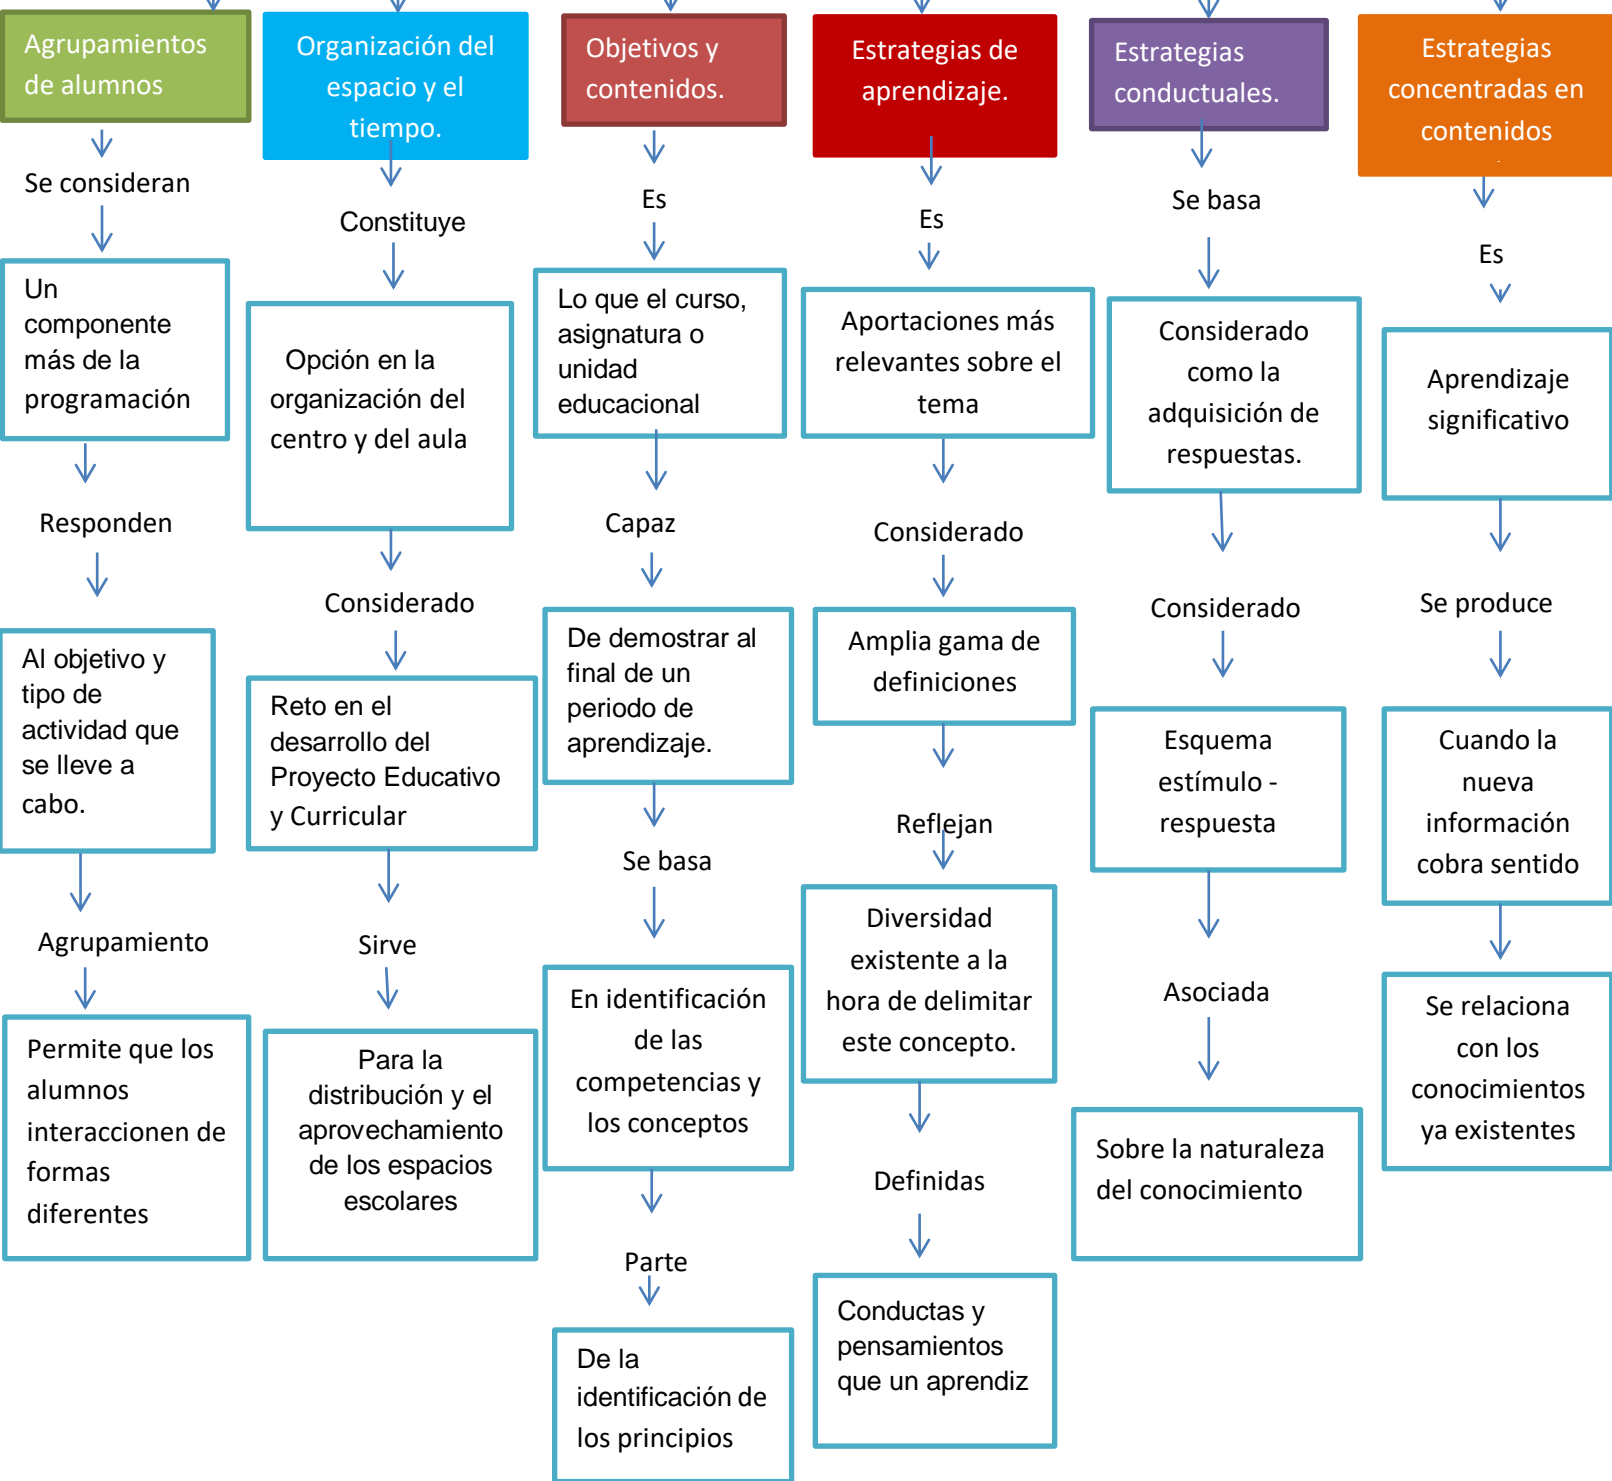 Agrupamientos
de alumnos
Se consideran
Un
componente
más de la
programación
Responden
Al objetivo y
tipo de
actividad que
se lleve a
cabo.
Agrupamiento
Permite que los
alumnos
interaccionen de
formas
diferentes
Organización del
espacio y el
tiempo.
Constituye
Opción en la
organización del
centro y del aula
Considerado
Reto en el
desarrollo del
Proyecto Educativo
y Curricular
Sirve
Para la
distribución y el
aprovechamiento
de los espacios
escolares
Objetivos y
contenidos.
Es
Lo que el curso,
asignatura o
unidad
educacional
Capaz
De demostrar al
final de un
periodo de
aprendizaje.
Se basa
En identificación
de las
competencias y
los conceptos
Parte
De la
identificación de
los principios
Estrategias de
aprendizaje.
Es
Aportaciones más
relevantes sobre el
tema
Considerado
Amplia gama de
definiciones
Reflejan
Diversidad
existente a la
hora de delimitar
este concepto.
Definidas
Conductas y
pensamientos
que un aprendiz
Estrategias
conductuales.
Se basa
Considerado
como la
adquisición de
respuestas.
Considerado
Esquema
estímulo -
respuesta
Asociada
Sobre la naturaleza
del conocimiento
Estrategias
concentradas en
contenidos
.
Es
Aprendizaje
significativo
Se produce
Cuando la
nueva
información
cobra sentido
Se relaciona
con los
conocimientos
ya existentes